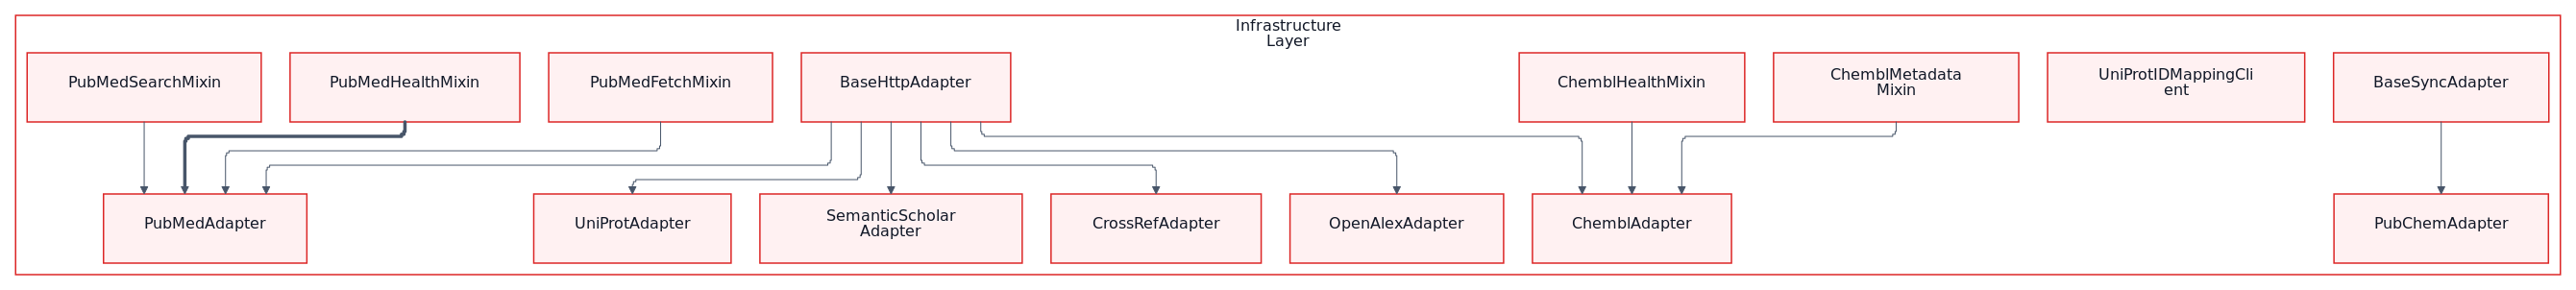 Infrastructure
Layer
PubMedSearchMixin
PubMedHealthMixin
PubMedFetchMixin
BaseHttpAdapter
ChemblHealthMixin
ChemblMetadata
Mixin
UniProtIDMappingCli
ent
BaseSyncAdapter
PubMedAdapter
UniProtAdapter
SemanticScholar
Adapter
CrossRefAdapter
OpenAlexAdapter
ChemblAdapter
PubChemAdapter